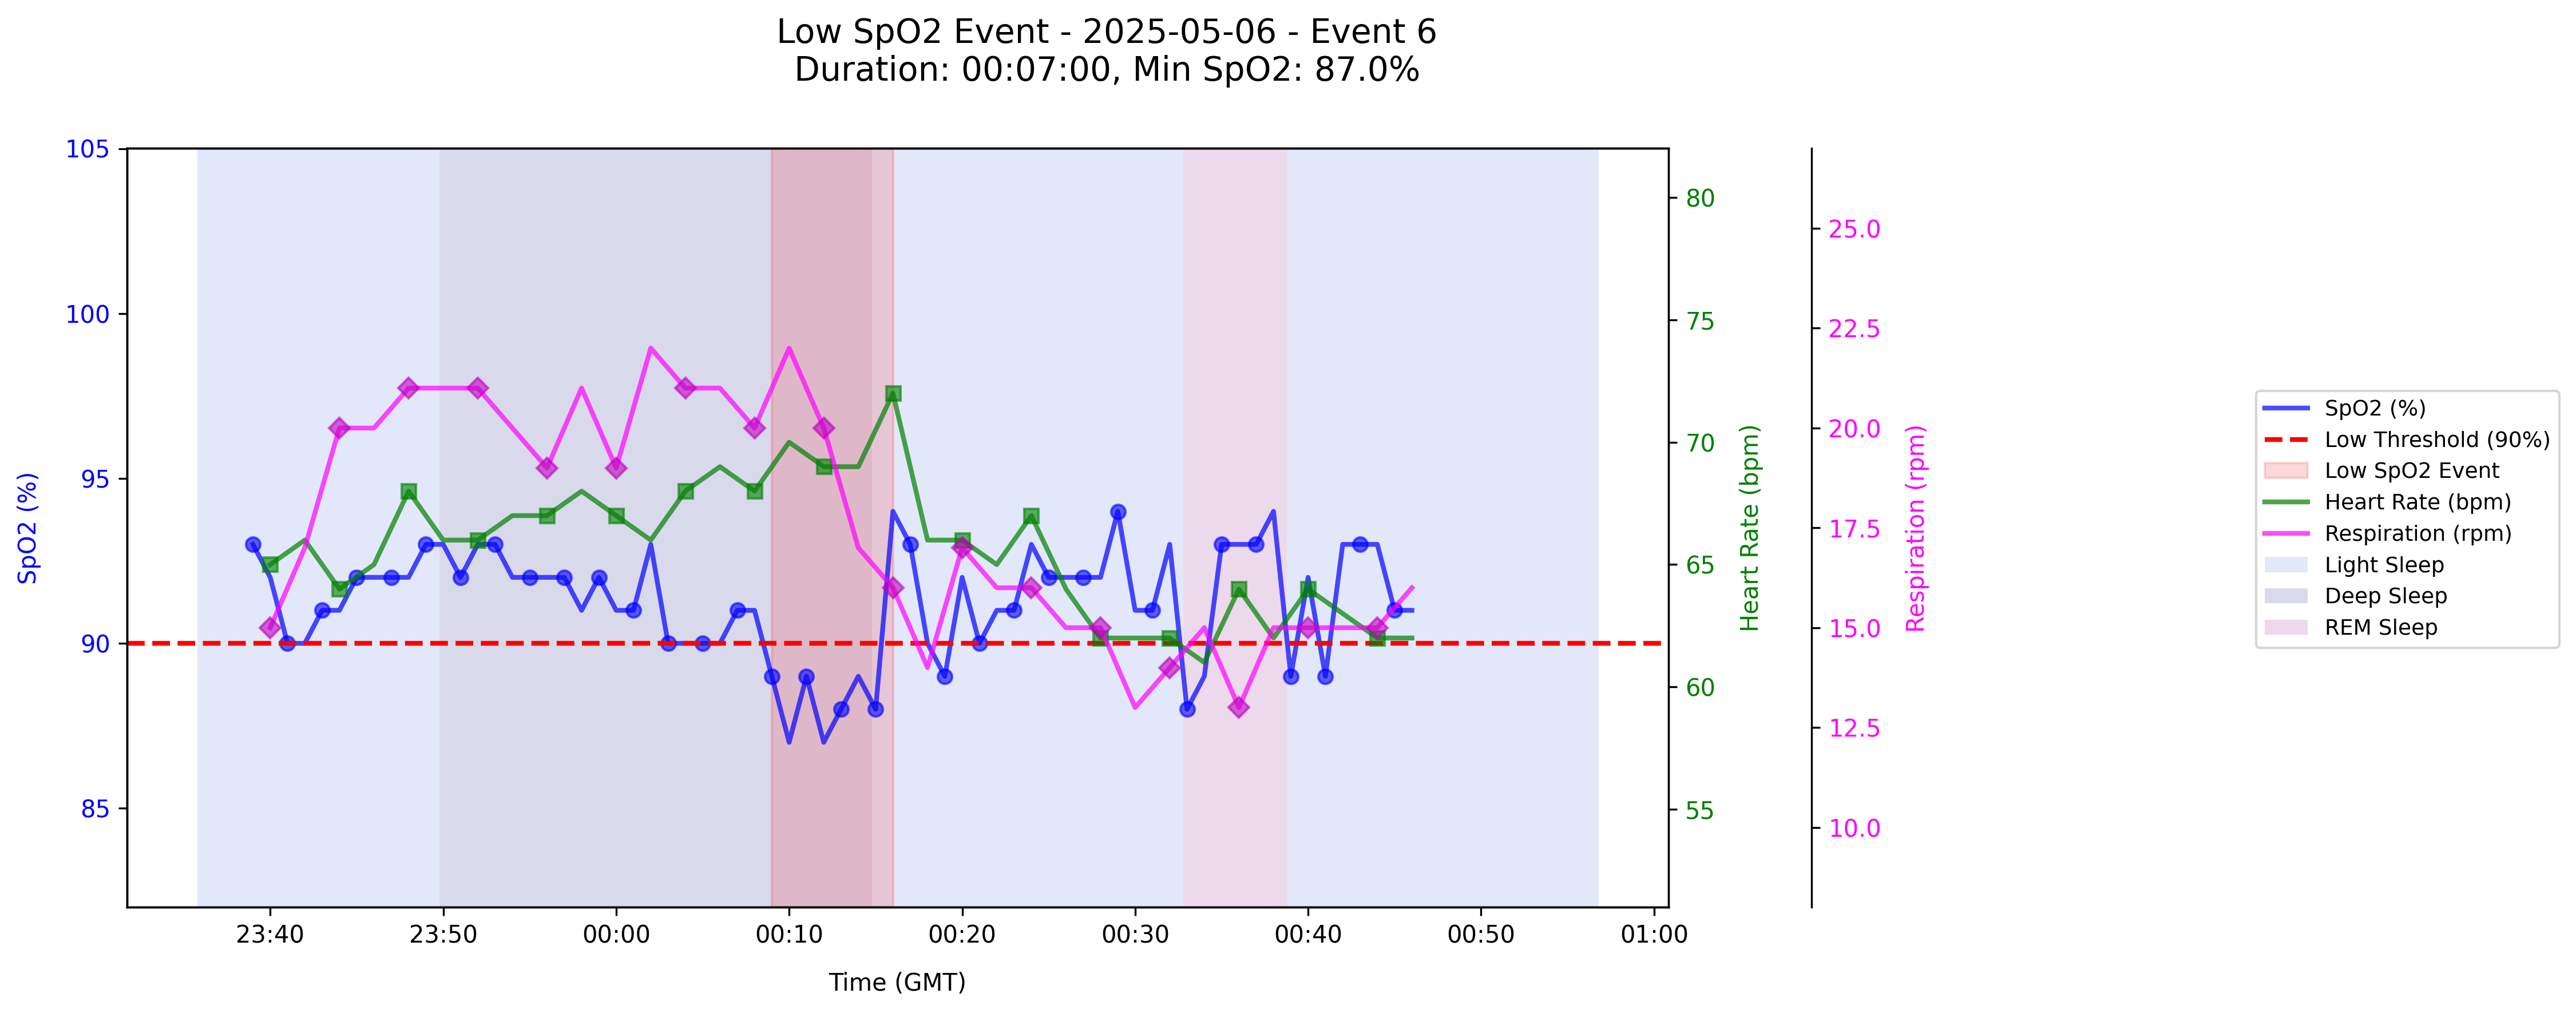 Low SpO2 Event - 2025-05-06 - Event 6
Duration: 00:07:00, Min SpO2: 87.0%
105
100
95
90
85
SpO2 (%)
80
75
70
65
60
55
Heart Rate (bpm)
25.0
22.5
20.0
17.5
15.0
12.5
10.0
Respiration (rpm)
23:40
23:50
00:00
00:10
00:20
00:30
00:40
00:50
01:00
Time (GMT)
SpO2 (%)
Low Threshold (90%)
Low SpO2 Event
Heart Rate (bpm)
Respiration (rpm)
Light Sleep
Deep Sleep
REM Sleep